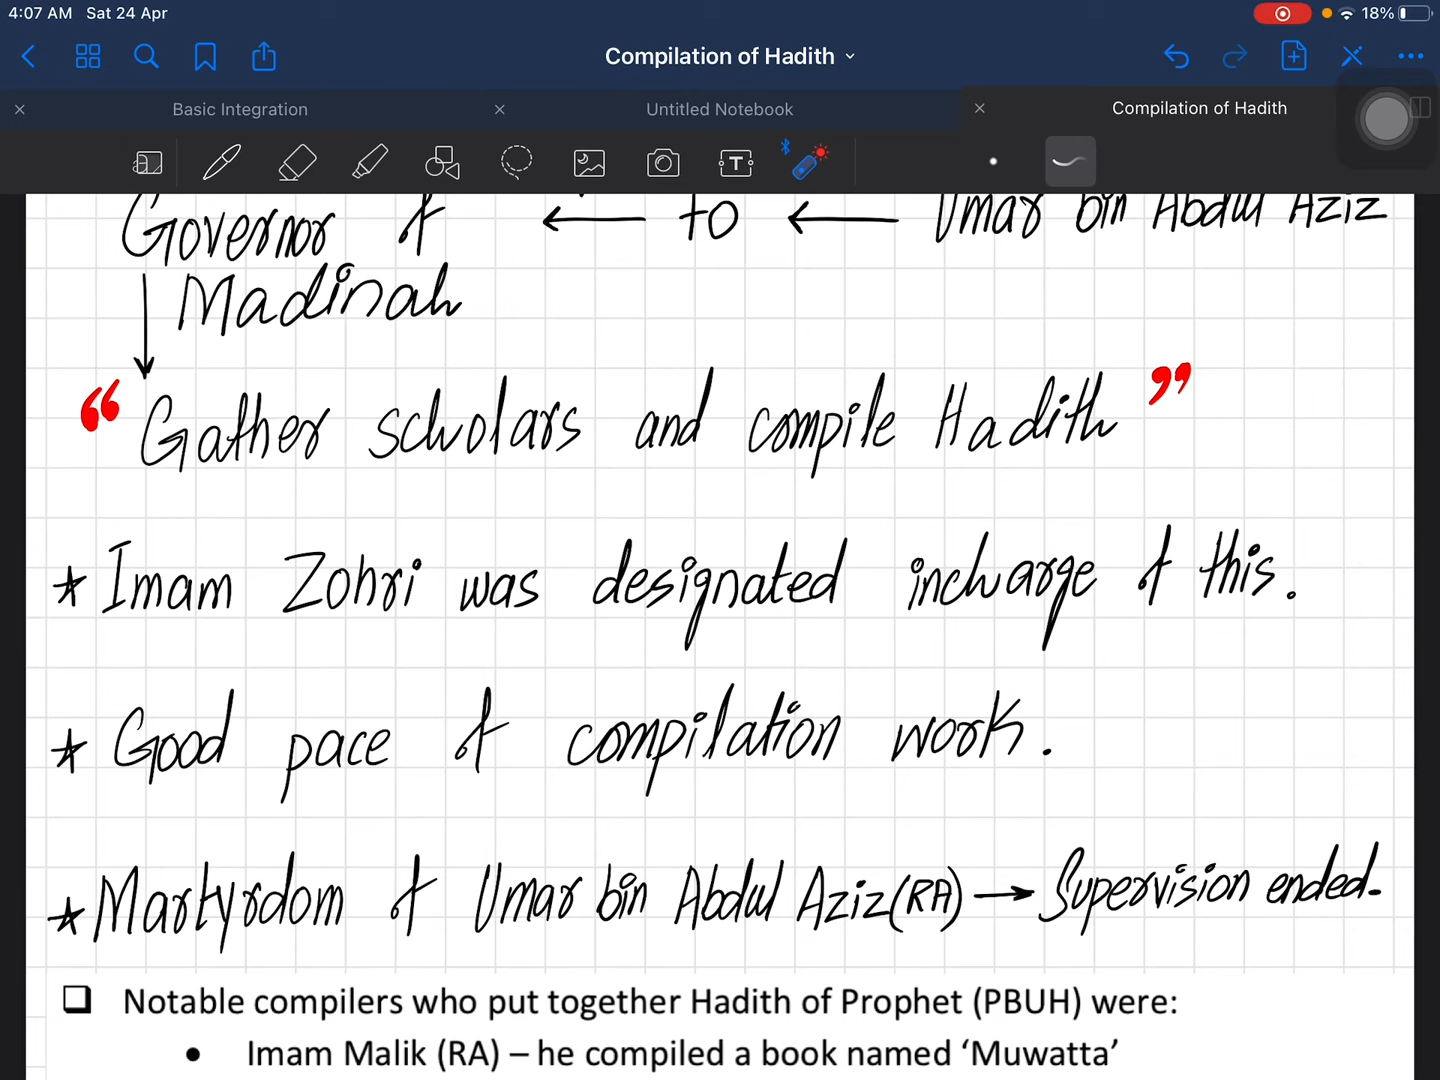 4:07 AM Sat 24 Apr
18%
Compilation of Hadith
Basic Integration
Untitled Notebook
Compilation of Hadith
T
Governor of ← to ← Umar bin Abdul Aziz
Madinah
“Gather scholars and compile Hadith”
★ Imam Zohri was designated incharge of this.
★ Good pace of compilation work.
★ Martyrdom of Umar bin Abdul Aziz(RA) → Supervision ended.
❑ Notable compilers who put together Hadith of Prophet (PBUH) were:
• Imam Malik (RA) – he compiled a book named ‘Muwatta’